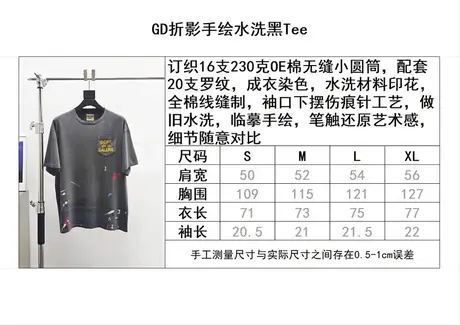 GD折影手绘水洗黑Tee
订织16支230克OE棉无缝小圆筒，配套
20支罗纹，成衣染色，水洗材料印花，
全棉线缝制，袖口下摆伤痕针工艺，做
旧水洗，临摹手绘，笔触还原艺术感，
细节随意对比
尺码 S M L XL
肩宽 50 52 54 56
胸围 109 115 121 127
衣长 71 73 75 77
袖长 20.5 21 21.5 22
手工测量尺寸与实际尺寸之间存在0.5-1cm误差